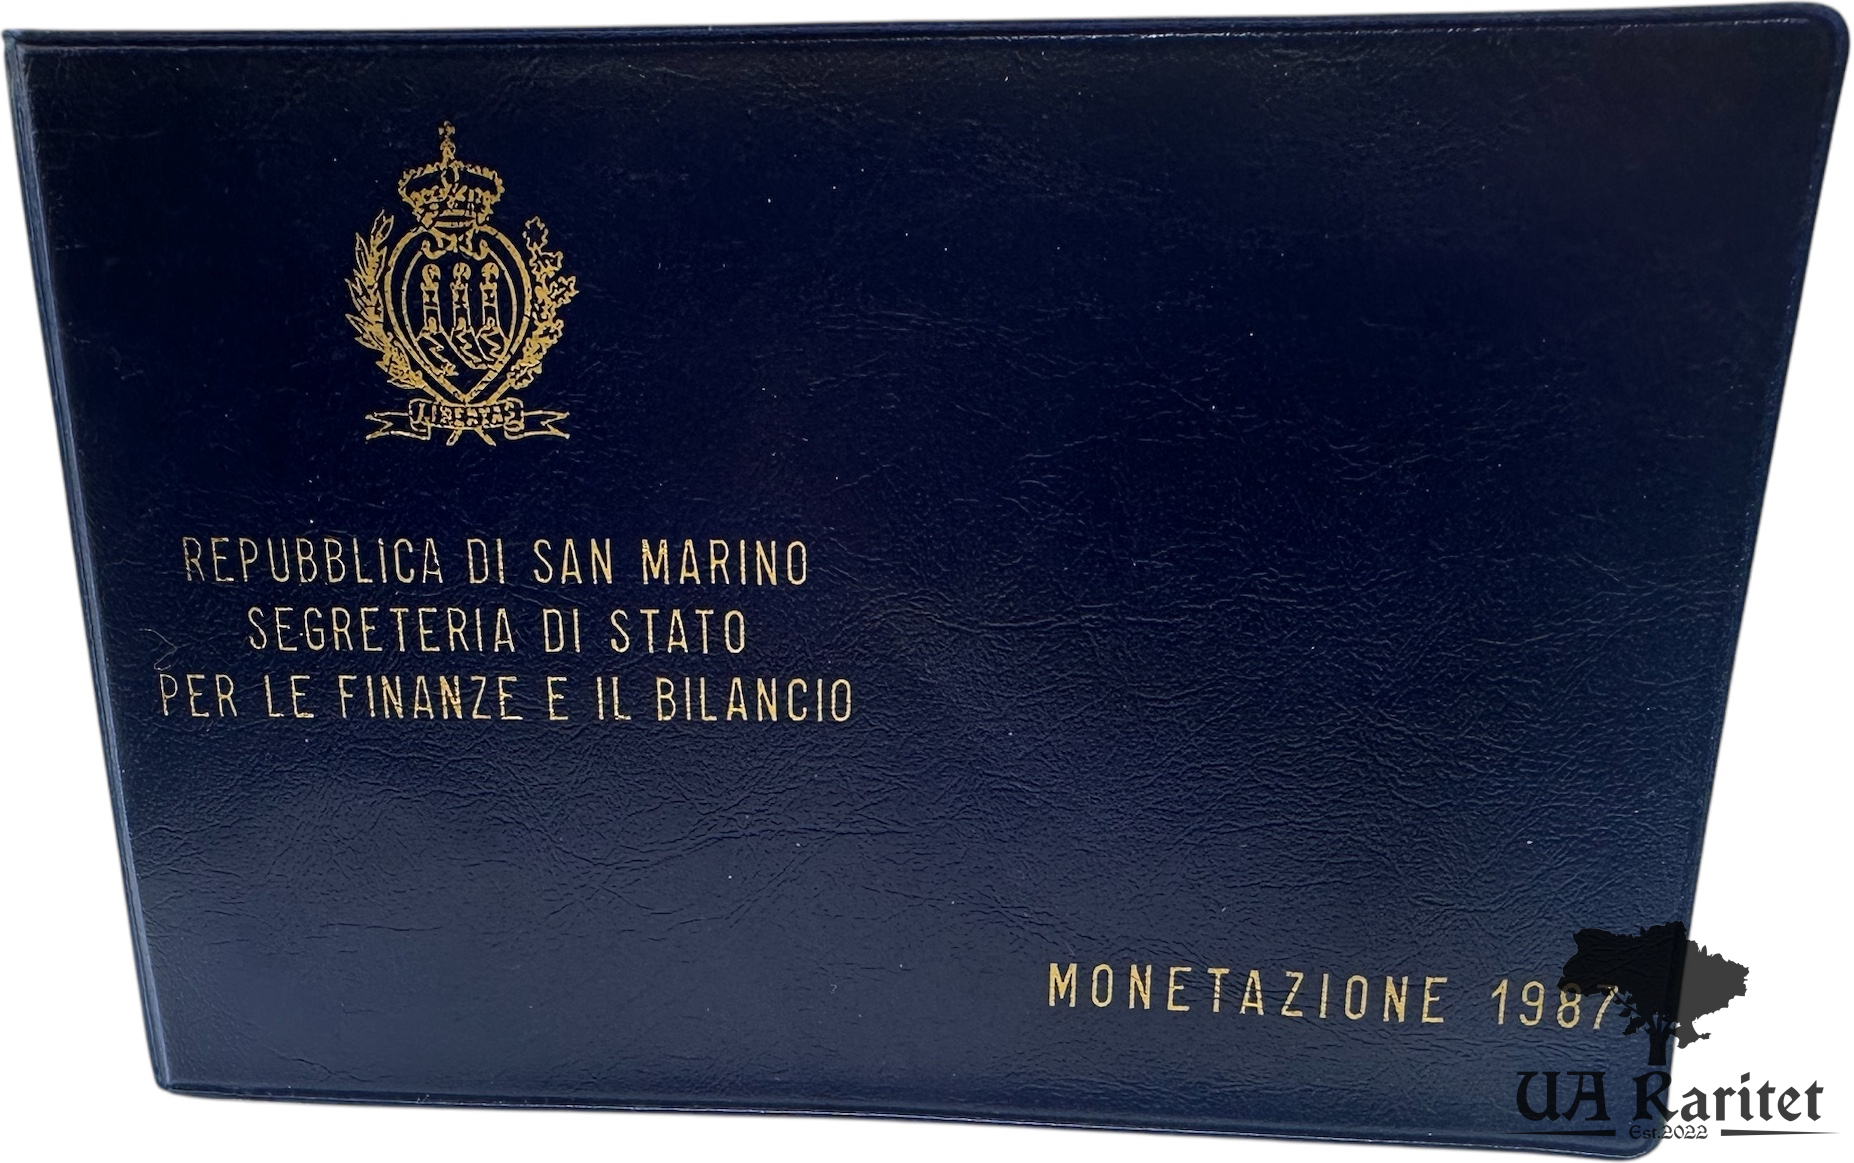 LIBERTAS
REPUBBLICA DI SAN MARINO
SEGRETERIA DI STATO
PER LE FINANZE E IL BILANCIO
MONETAZIONE 1987
UA Raritet
Est.2022